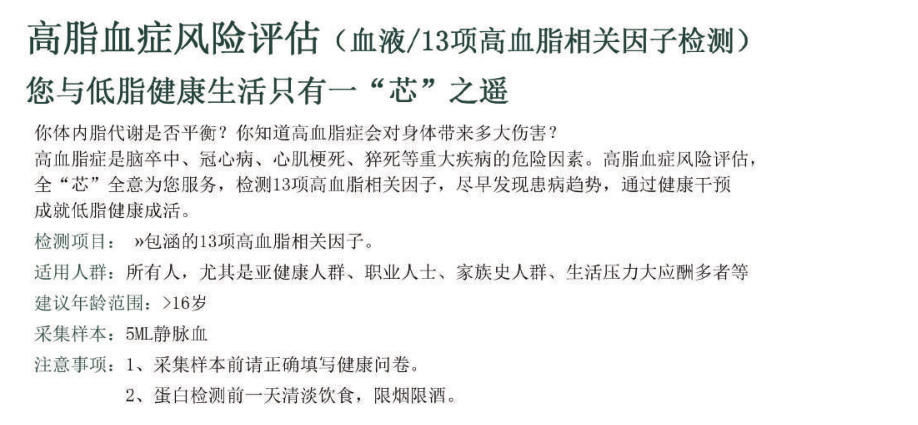 高脂血症风险评估（血液/13项高血脂相关因子检测）
您与低脂健康生活只有一“芯”之遥
你体内脂代谢是否平衡？你知道高血脂症会对身体带来多大伤害？
高血脂症是脑卒中、冠心病、心肌梗死、猝死等重大疾病的危险因素。高脂血症风险评估，
全“芯”全意为您服务，检测13项高血脂相关因子，尽早发现患病趋势，通过健康干预
成就低脂健康成活。
检测项目： »包涵的13项高血脂相关因子。
适用人群：所有人，尤其是亚健康人群、职业人士、家族史人群、生活压力大应酬多者等
建议年龄范围：>16岁
采集样本：5ML静脉血
注意事项：1、采集样本前请正确填写健康问卷。
2、蛋白检测前一天清淡饮食，限烟限酒。